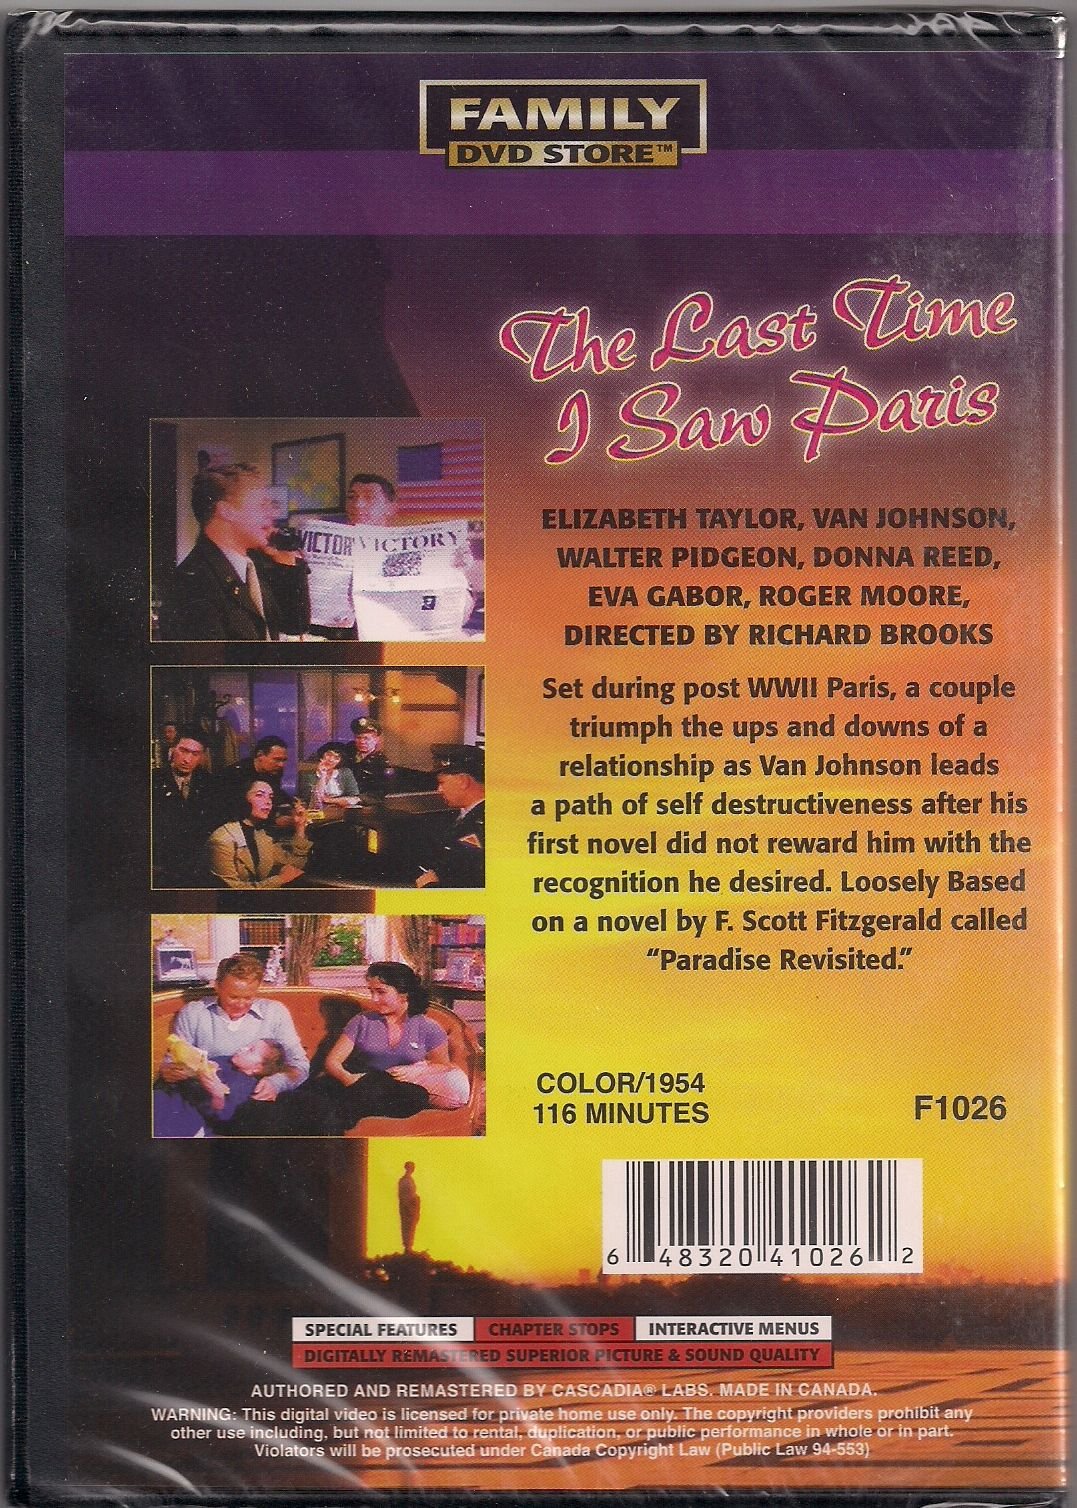 FAMILY
DVD STORE™
The Last Time
I Saw Paris
VICTORY
VICTORY
ELIZABETH TAYLOR, VAN JOHNSON,
WALTER PIDGEON, DONNA REED,
EVA GABOR, ROGER MOORE,
DIRECTED BY RICHARD BROOKS
Set during post WWII Paris, a couple
triumph the ups and downs of a
relationship as Van Johnson leads
a path of self destructiveness after his
first novel did not reward him with the
recognition he desired. Loosely Based
on a novel by F. Scott Fitzgerald called
“Paradise Revisited.”
COLOR/1954
116 MINUTES
F1026
6 48320 41026 2
SPECIAL FEATURES CHAPTER STOPS INTERACTIVE MENUS
DIGITALLY REMASTERED SUPERIOR PICTURE & SOUND QUALITY
AUTHORED AND REMASTERED BY CASCADIA® LABS. MADE IN CANADA.
WARNING: This digital video is licensed for private home use only. The copyright providers prohibit any
other use including, but not limited to rental, duplication, or public performance in whole or in part.
Violators will be prosecuted under Canada Copyright Law (Public Law 94-553)